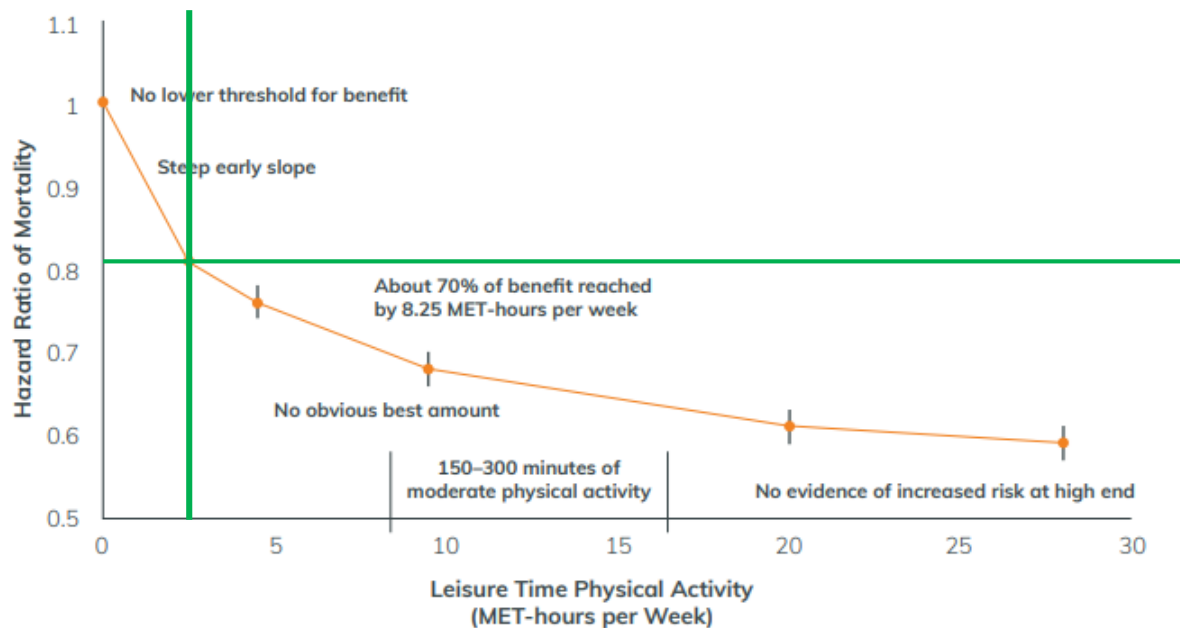 1.1
No lower threshold for benefit
1
Steep early slope
0.9
0.8
About 70% of benefit reached
by 8.25 MET-hours per week
0.7
No obvious best amount
0.6
150–300 minutes of
moderate physical activity
No evidence of increased risk at high end
0.5
Hazard Ratio of Mortality
0 5 10 15 20 25 30
Leisure Time Physical Activity
(MET-hours per Week)